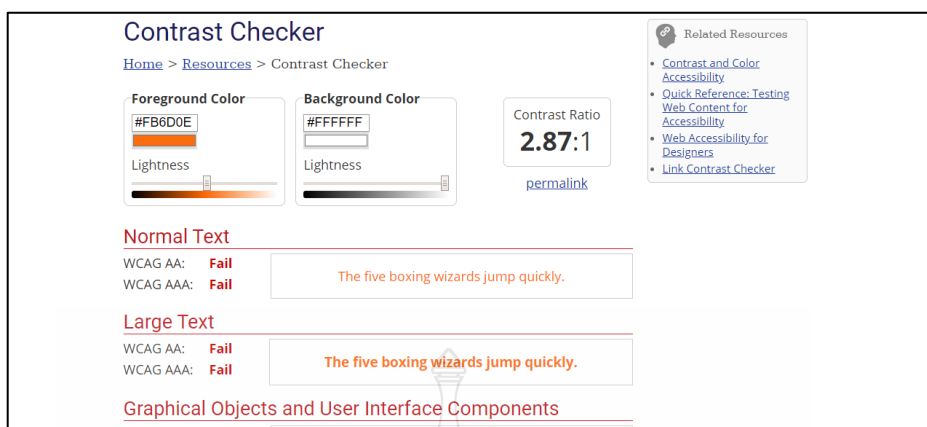 Contrast Checker
Home > Resources > Contrast Checker
Foreground Color
#FB6D0E
Lightness
Background Color
#FFFFFF
Lightness
Contrast Ratio
2.87:1
permalink
Related Resources
Contrast and Color
Accessibility
Quick Reference: Testing
Web Content for
Accessibility
Web Accessibility for
Designers
Link Contrast Checker
Normal Text
WCAG AA: Fail
WCAG AAA: Fail
The five boxing wizards jump quickly.
Large Text
WCAG AA: Fail
WCAG AAA: Fail
The five boxing wizards jump quickly.
Graphical Objects and User Interface Components